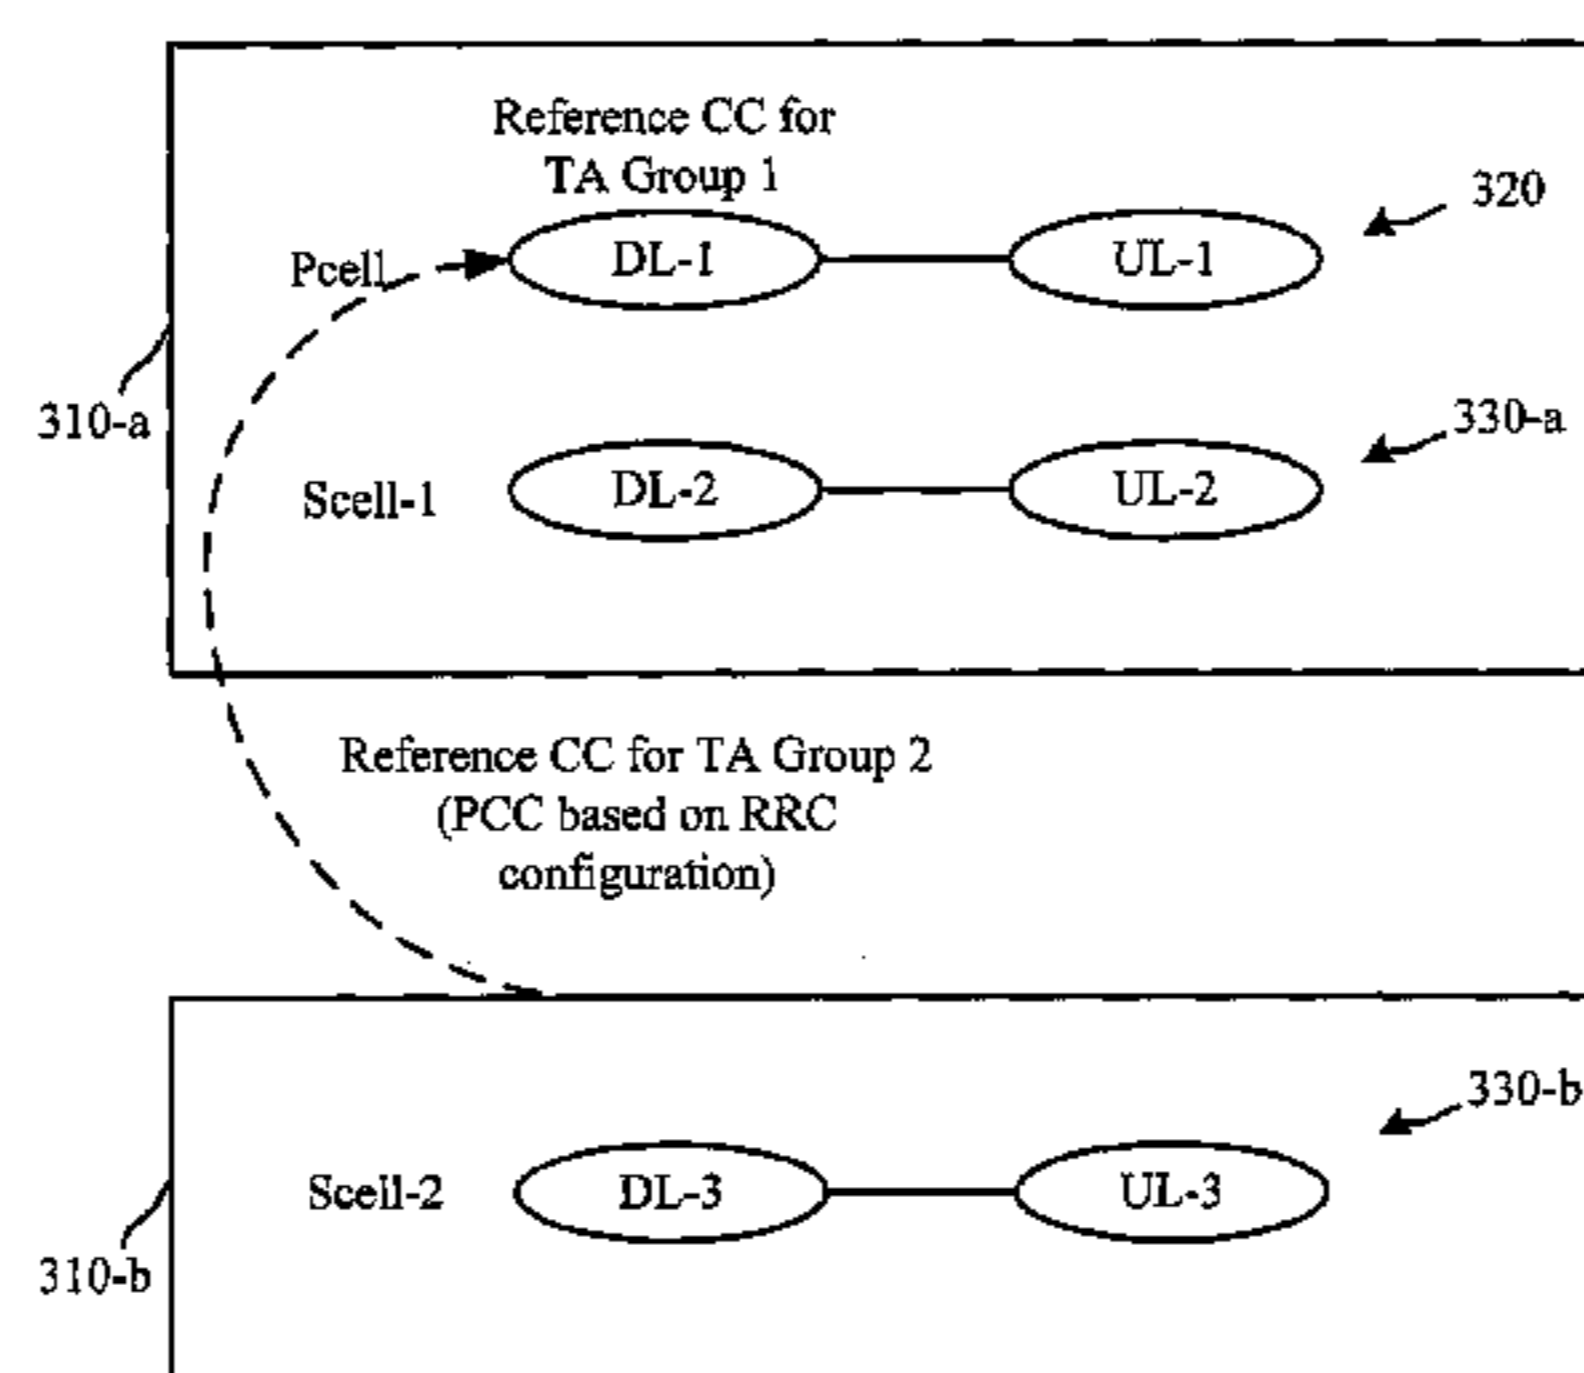 Reference CC for
TA Group 1
320
Pcell
DL-1
UL-1
310-a
330-a
Scell-1
DL-2
UL-2
Reference CC for TA Group 2
(PCC based on RRC
configuration)
330-b
Scell-2
DL-3
UL-3
310-b